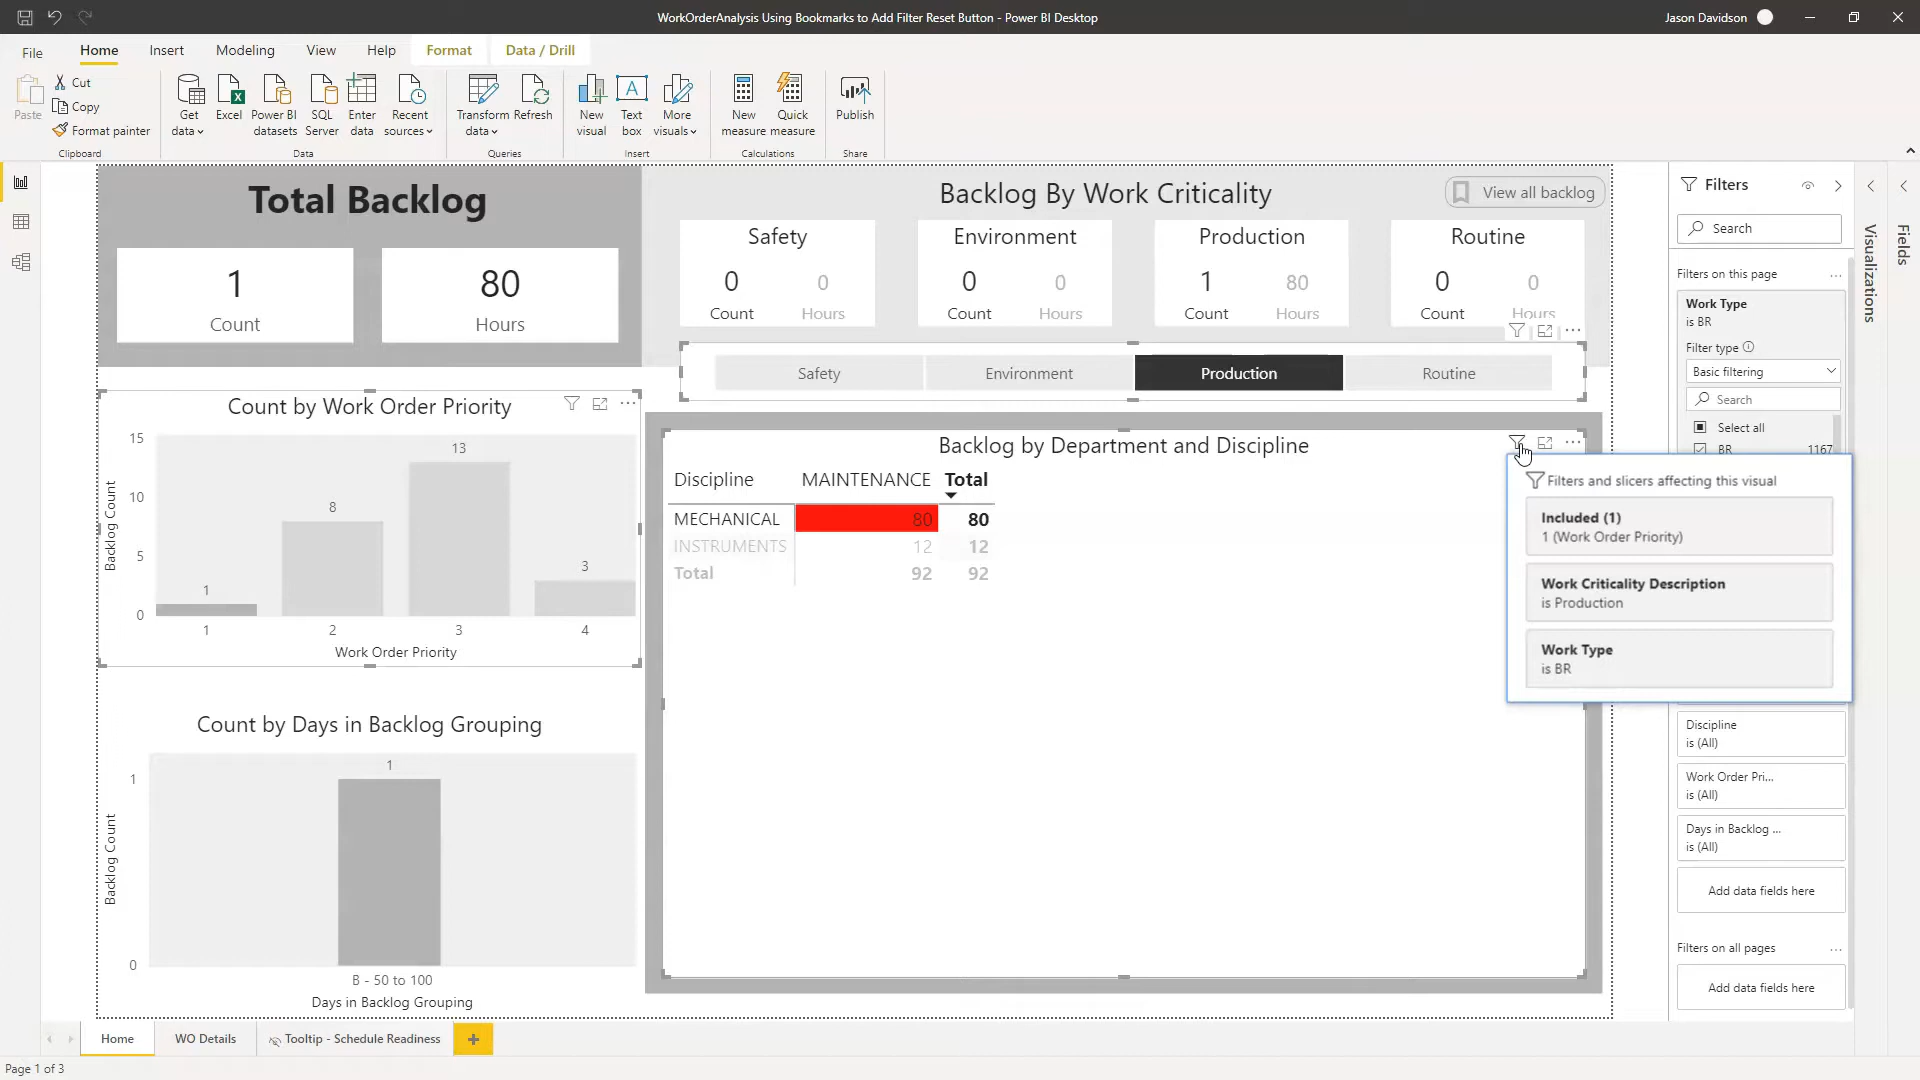 WorkOrderAnalysis Using Bookmarks to Add Filter Reset Button - Power BI Desktop
Jason Davidson
File
Home
Insert
Modeling
View
Help
Format
Data / Drill
Paste
Cut
Copy
Format painter
Clipboard
Get data
Excel
Power BI datasets
SQL Server
Enter data
Recent sources
Data
Transform data
Refresh
Queries
New visual
Text box
More visuals
Insert
New measure
Quick measure
Calculations
Publish
Share
Total Backlog
1
Count
80
Hours
Backlog By Work Criticality
View all backlog
Safety
0
0
Count
Hours
Environment
0
0
Count
Hours
Production
1
80
Count
Hours
Routine
0
0
Count
Hours
Safety
Environment
Production
Routine
Count by Work Order Priority
Backlog Count
15
10
5
0
1
8
13
3
1
2
3
4
Work Order Priority
Count by Days in Backlog Grouping
Backlog Count
1
0
1
B - 50 to 100
Days in Backlog Grouping
Backlog by Department and Discipline
Discipline MAINTENANCE Total
MECHANICAL 80 80
INSTRUMENTS 12 12
Total 92 92
Filters and slicers affecting this visual
Included (1)
1 (Work Order Priority)
Work Criticality Description
is Production
Work Type
is BR
Filters
Search
Filters on this page
Work Type
is BR
Filter type
Basic filtering
Search
Select all
BR 1167
Discipline
is (All)
Work Order Pri...
is (All)
Days in Backlog ...
is (All)
Add data fields here
Filters on all pages
Add data fields here
Visualizations
Fields
Home
WO Details
Tooltip - Schedule Readiness
Page 1 of 3